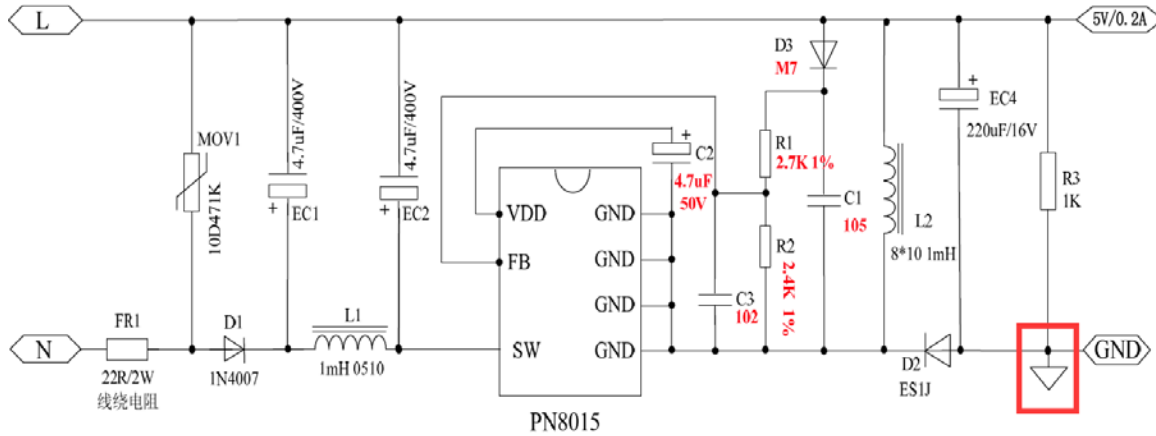 L
5V/0.2A
D3
M7
EC4
220uF/16V
4.7uF/400V
4.7uF/400V
MOV1
10D471K
C2
4.7uF
50V
R1
2.7K 1%
R3
1K
EC1
EC2
VDD
GND
C1
105
L2
8*10 1mH
FB
GND
R2
2.4K 1%
GND
C3
102
FR1
D1
L1
N
SW
GND
D2
GND
22R/2W
线绕电阻
1N4007
1mH 0510
ES1J
PN8015